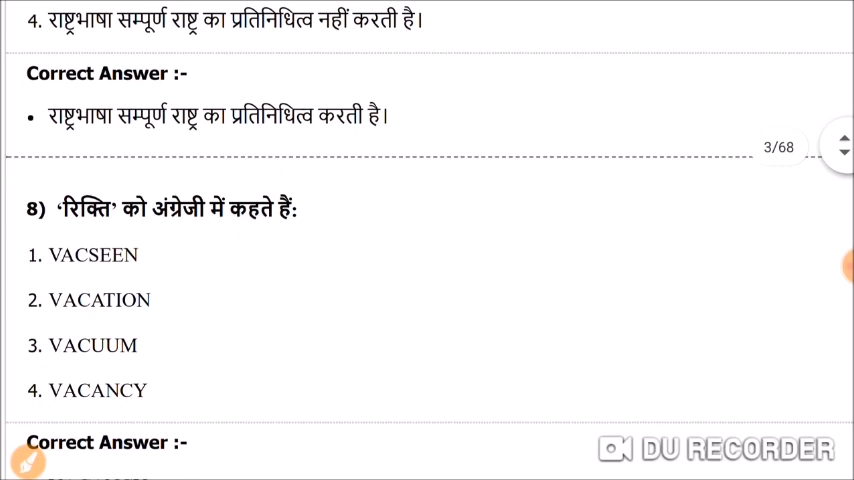 4. राष्ट्रभाषा सम्पूर्ण राष्ट्र का प्रतिनिधित्व नहीं करती है।
Correct Answer :-
• राष्ट्रभाषा सम्पूर्ण राष्ट्र का प्रतिनिधित्व करती है।
3/68
8) ‘रिक्ति’ को अंग्रेजी में कहते हैं:
1. VACSEEN
2. VACATION
3. VACUUM
4. VACANCY
Correct Answer :-
DU RECORDER